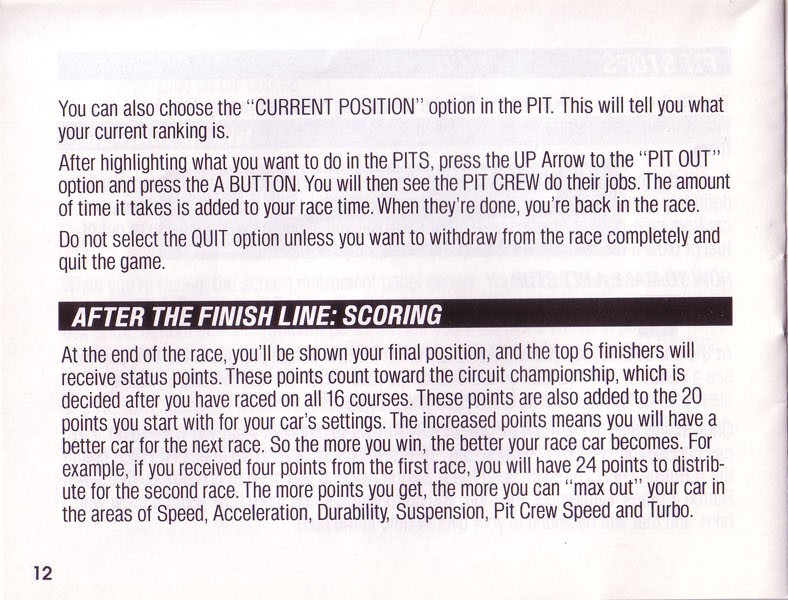 You can also choose the "CURRENT POSITION" option in the PIT. This will tell you what
your current ranking is.
After highlighting what you want to do in the PITS, press the UP Arrow to the "PIT OUT"
option and press the A BUTTON. You will then see the PIT CREW do their jobs. The amount
of time it takes is added to your race time. When they're done, you're back in the race.
Do not select the QUIT option unless you want to withdraw from the race completely and
quit the game.
AFTER THE FINISH LINE: SCORING
At the end of the race, you'll be shown your final position, and the top 6 finishers will
receive status points. These points count toward the circuit championship, which is
decided after you have raced on all 16 courses. These points are also added to the 20
points you start with for your car's settings. The increased points means you will have a
better car for the next race. So the more you win, the better your race car becomes. For
example, if you received four points from the first race, you will have 24 points to distrib-
ute for the second race. The more points you get, the more you can "max out" your car in
the areas of Speed, Acceleration, Durability, Suspension, Pit Crew Speed and Turbo.
12